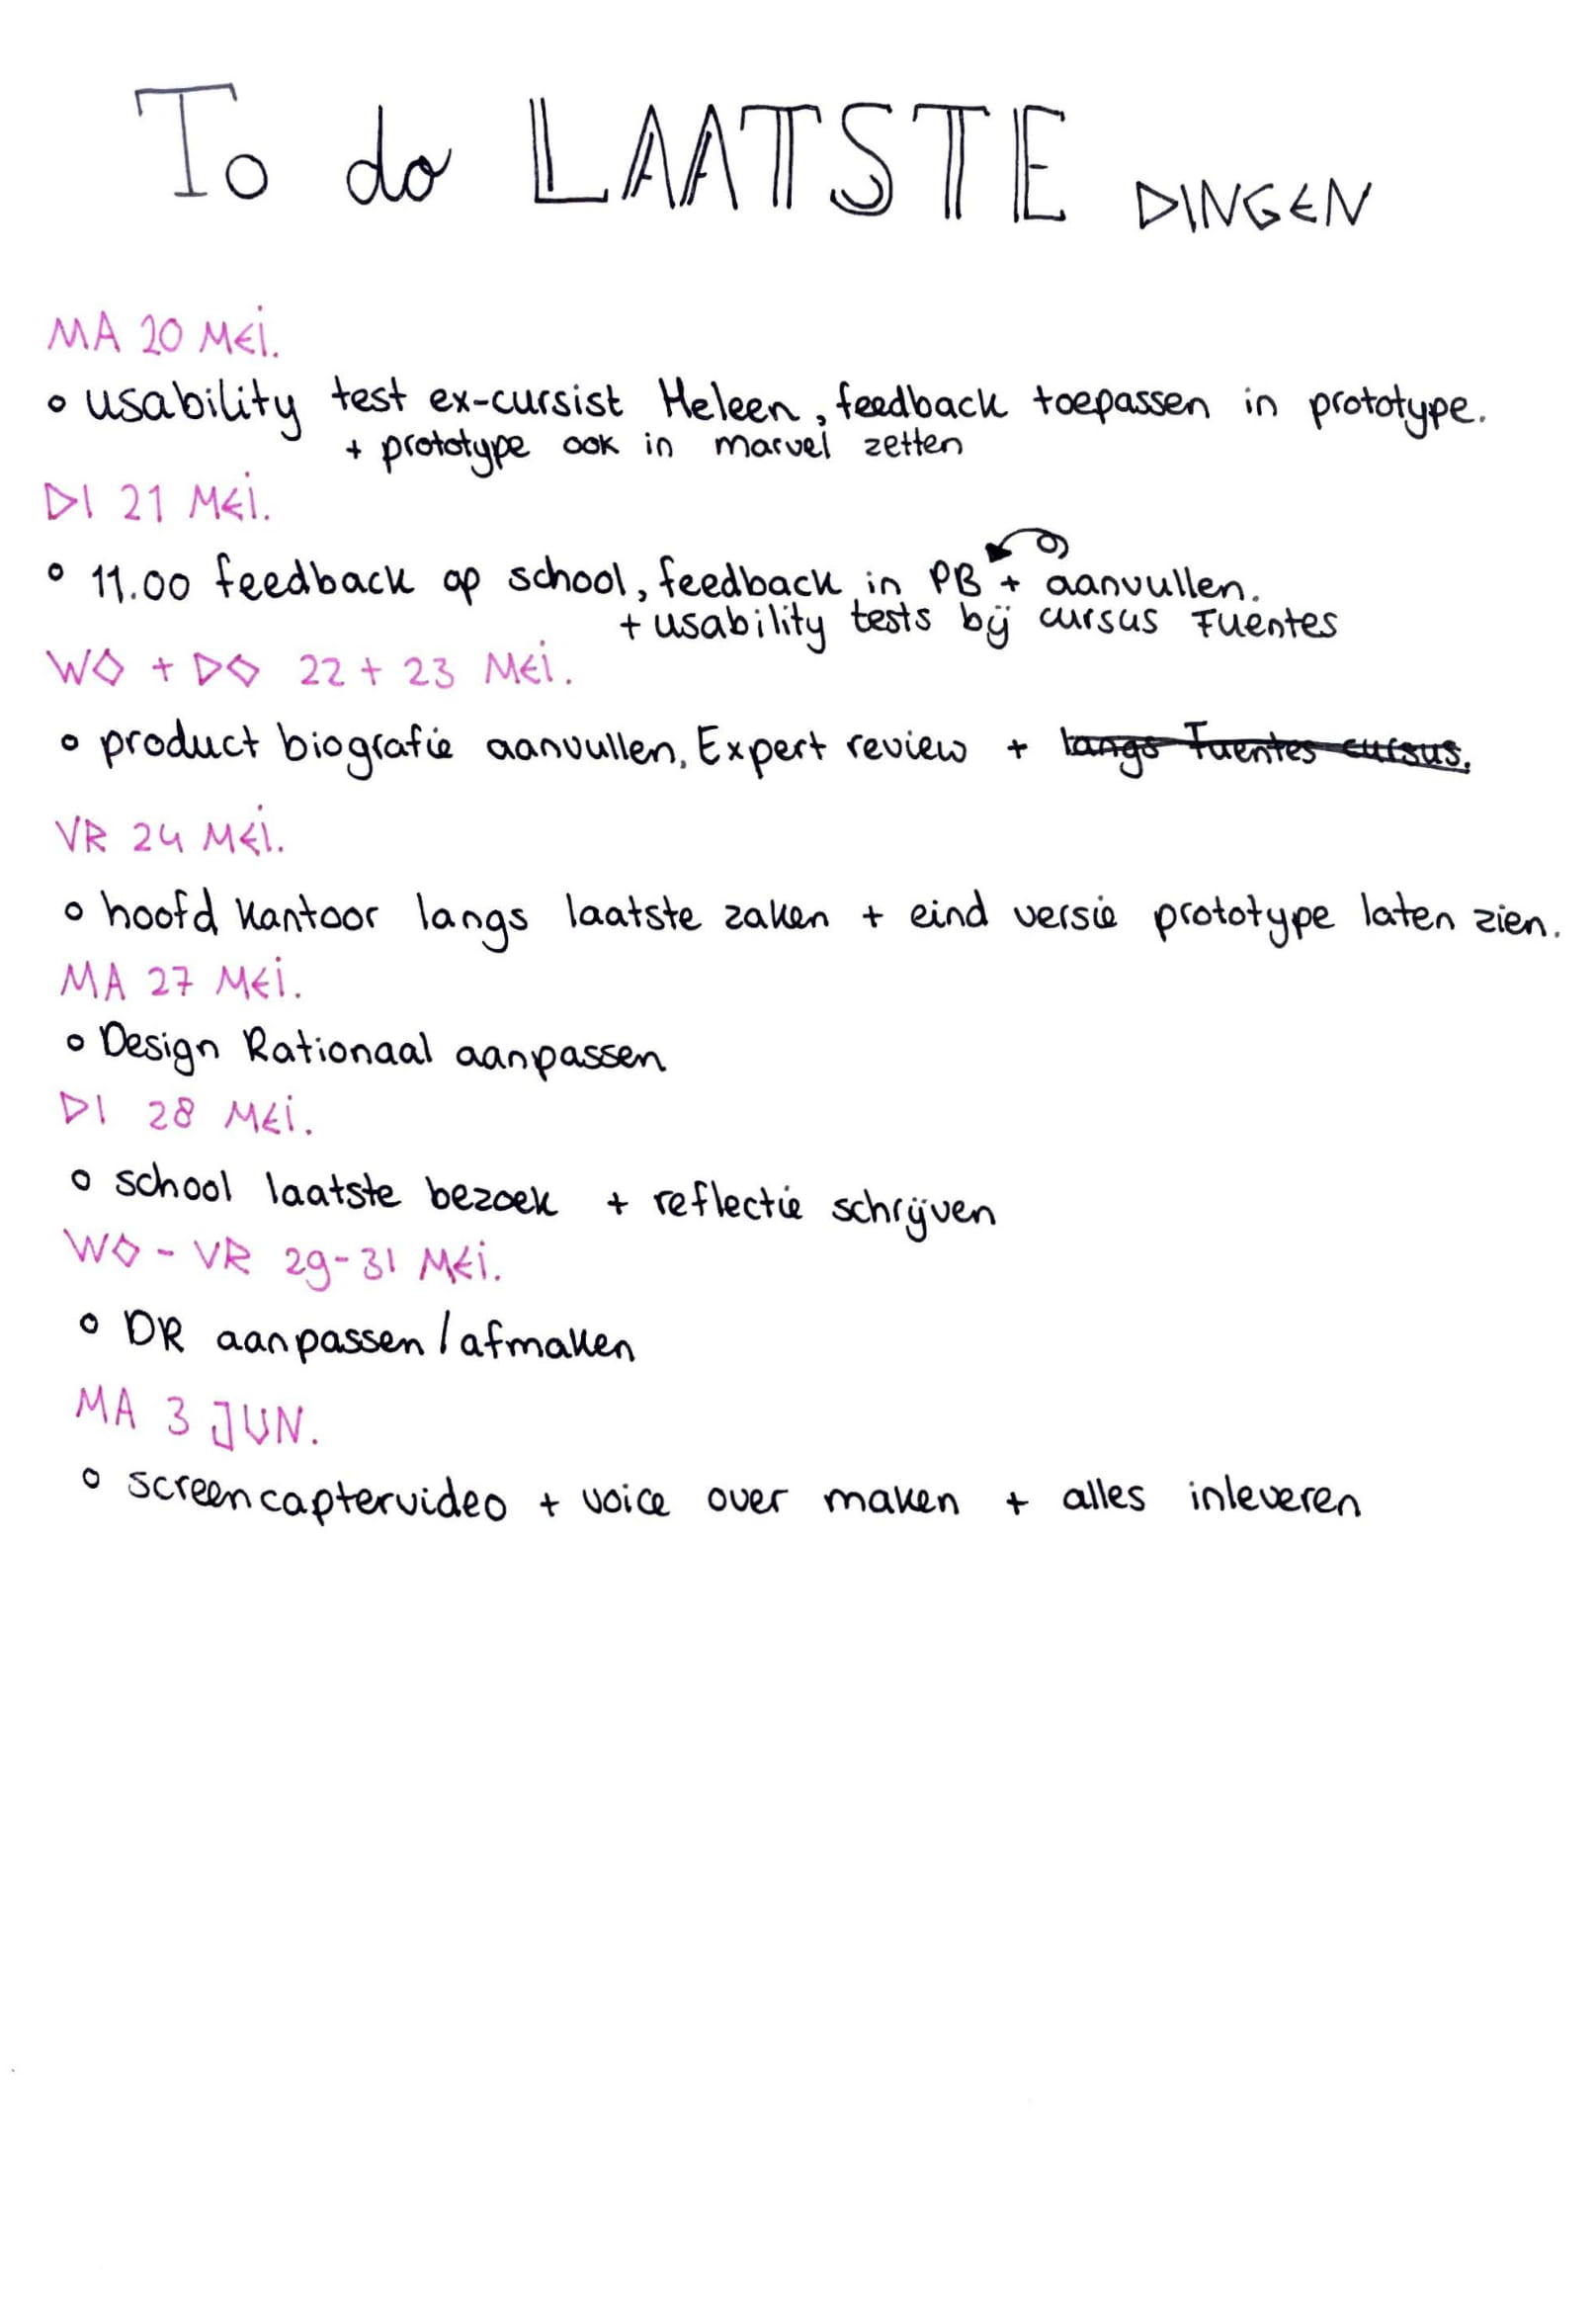 To do LAATSTE DINGEN
MA 20 MEi.
usability test ex-cursist Heleen, feedback toepassen in prototype.
+ prototype ook in marvel zetten
DI 21 MEi.
11.00 feedback op school, feedback in PB + aanvullen.
+ usability tests bij cursus Fuentes
WO + DO 22 + 23 MEi.
product biografie aanvullen, Expert review + langs Fuentes cursus.
VR 24 MEi.
hoofd kantoor langs laatste zaken + eind versie prototype laten zien.
MA 27 MEi.
Design Rationaal aanpassen
DI 28 MEi.
school laatste bezoek + reflectie schrijven
WO - VR 29-31 MEi.
DR aanpassen / afmaken
MA 3 JUN.
screencaptervideo + voice over maken + alles inleveren